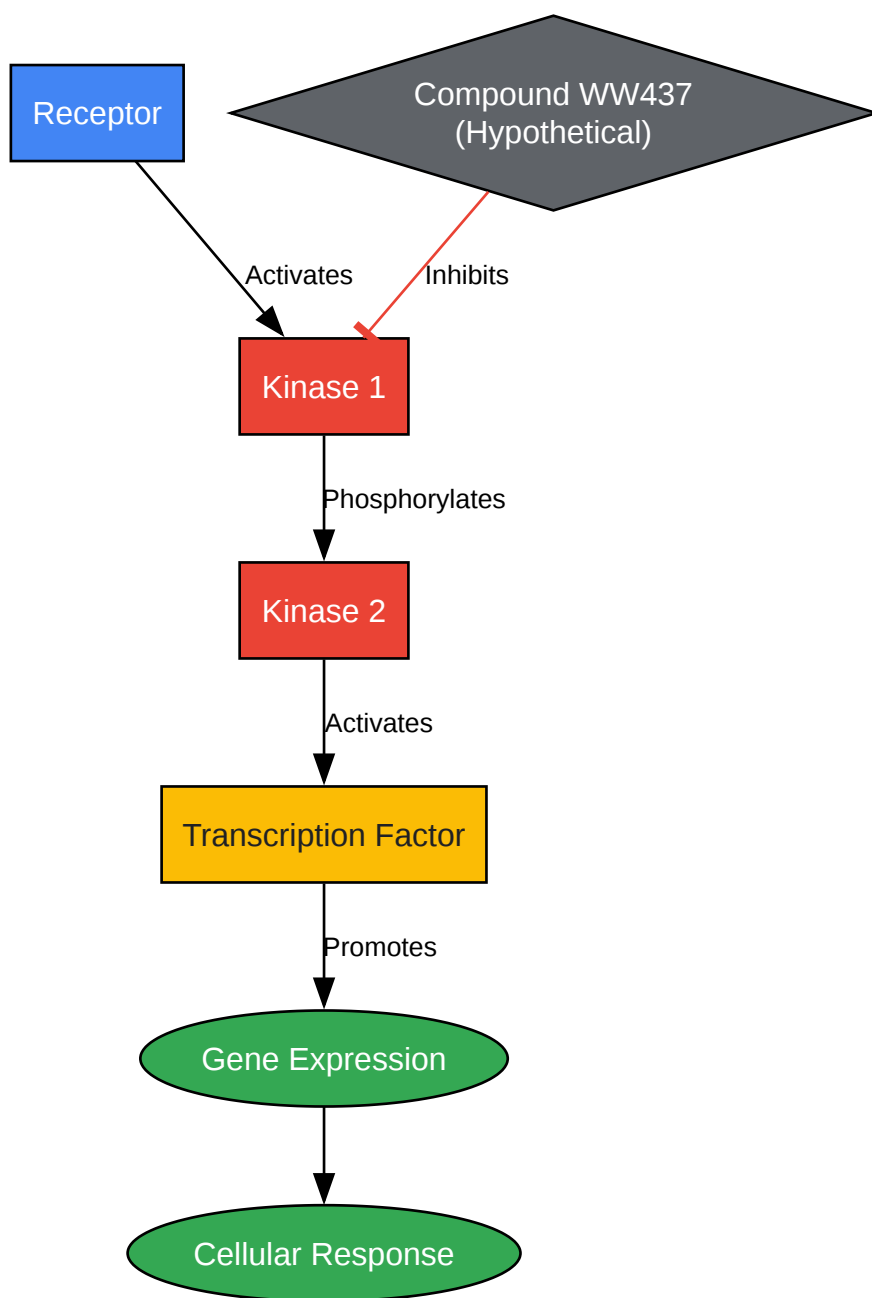 Receptor
Compound WW437
(Hypothetical)
Activates
Inhibits
Kinase 1
Phosphorylates
Kinase 2
Activates
Transcription Factor
Promotes
Gene Expression
Cellular Response